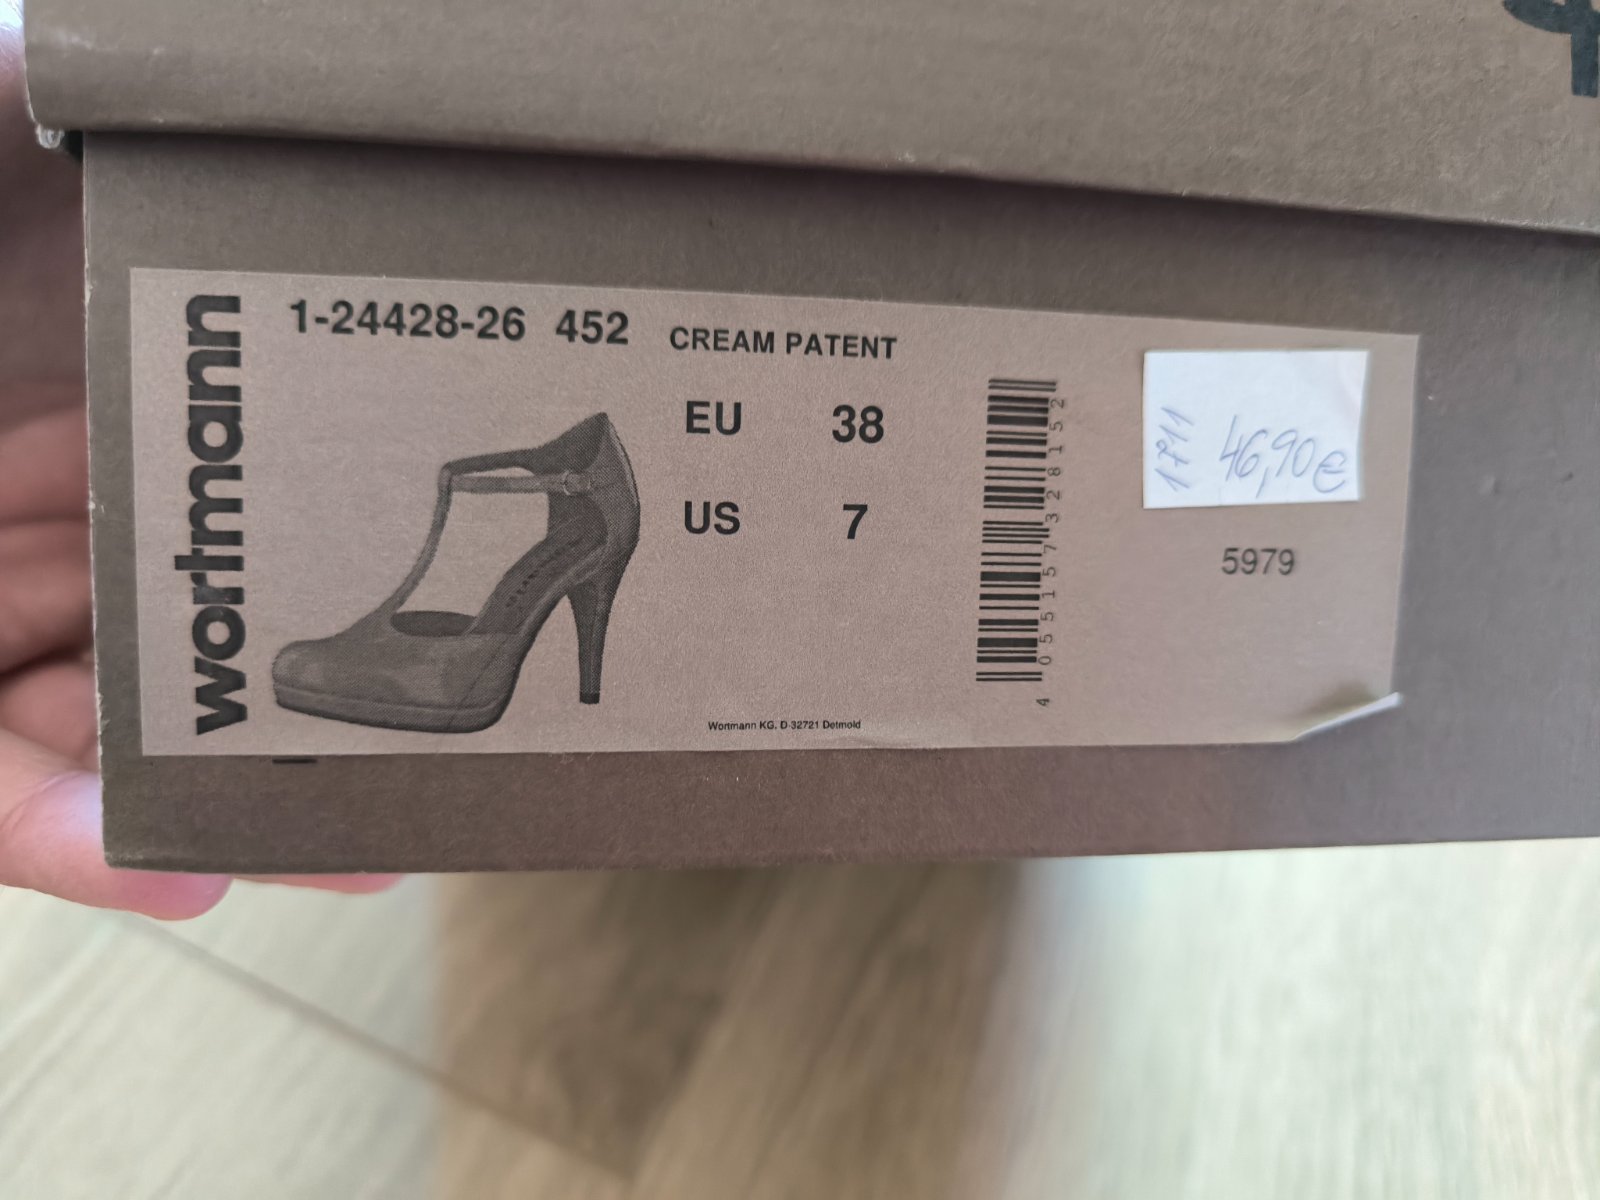 wortmann
1-24428-26 452 CREAM PATENT
EU 38
US 7
4 055157 328152
1711 46,90€
5979
Wortmann KG. D-32721 Detmold